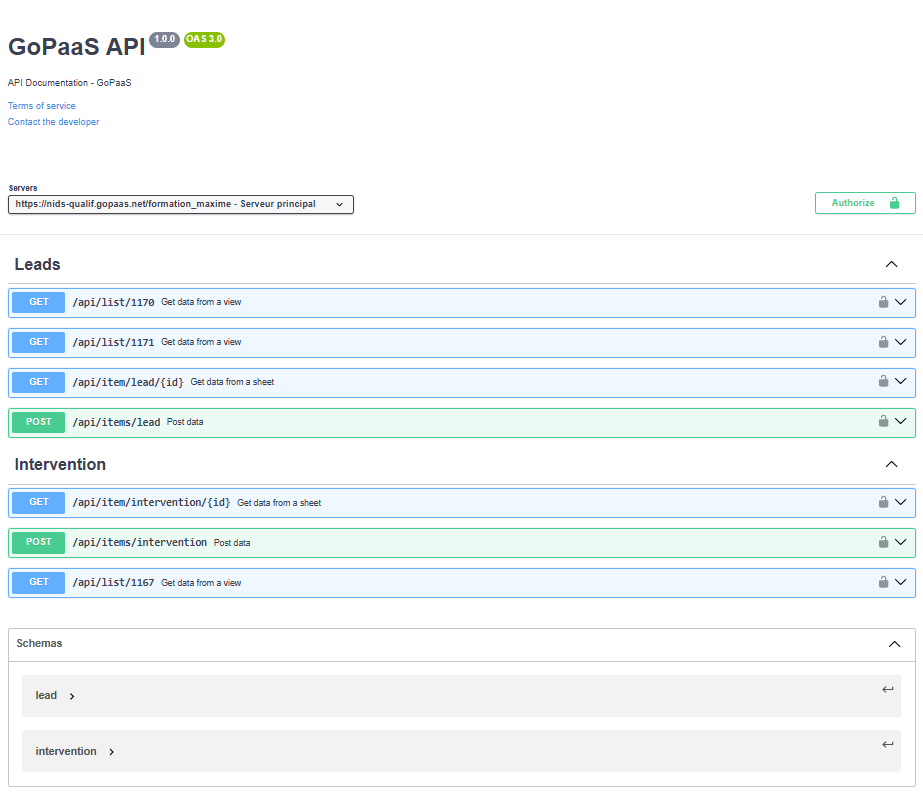 GoPaaS API 1.0.0 OAS 3.0
API Documentation - GoPaaS
Terms of service
Contact the developer
Servers
https://nids-qualif.gopaas.net/formation_maxime - Serveur principal
Authorize
Leads
GET /api/list/1170 Get data from a view
GET /api/list/1171 Get data from a view
GET /api/item/lead/{id} Get data from a sheet
POST /api/items/lead Post data
Intervention
GET /api/item/intervention/{id} Get data from a sheet
POST /api/items/intervention Post data
GET /api/list/1167 Get data from a view
Schemas
lead
intervention